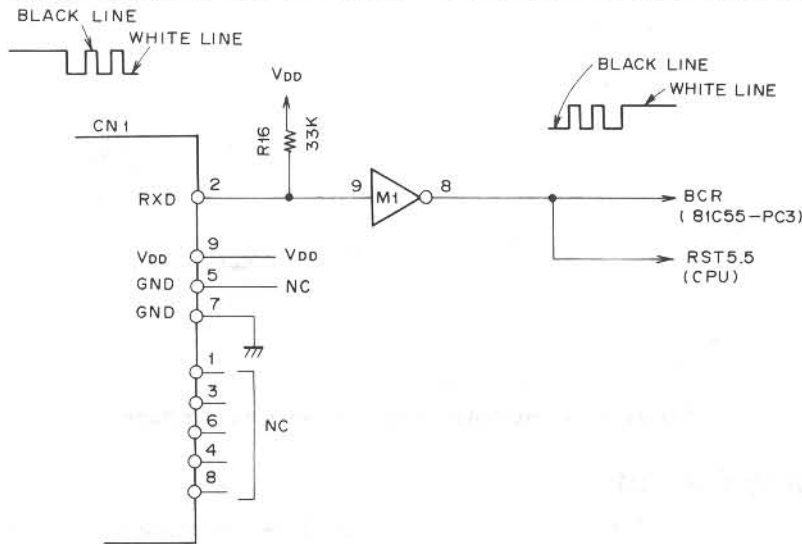 BLACK LINE
WHITE LINE
VDD
BLACK LINE
WHITE LINE
CN1
R16
33K
RXD
2
9
M1
8
BCR
(81C55-PC3)
RST5.5
(CPU)
VDD
9
VDD
GND
5
NC
GND
7
1
3
6
NC
4
8